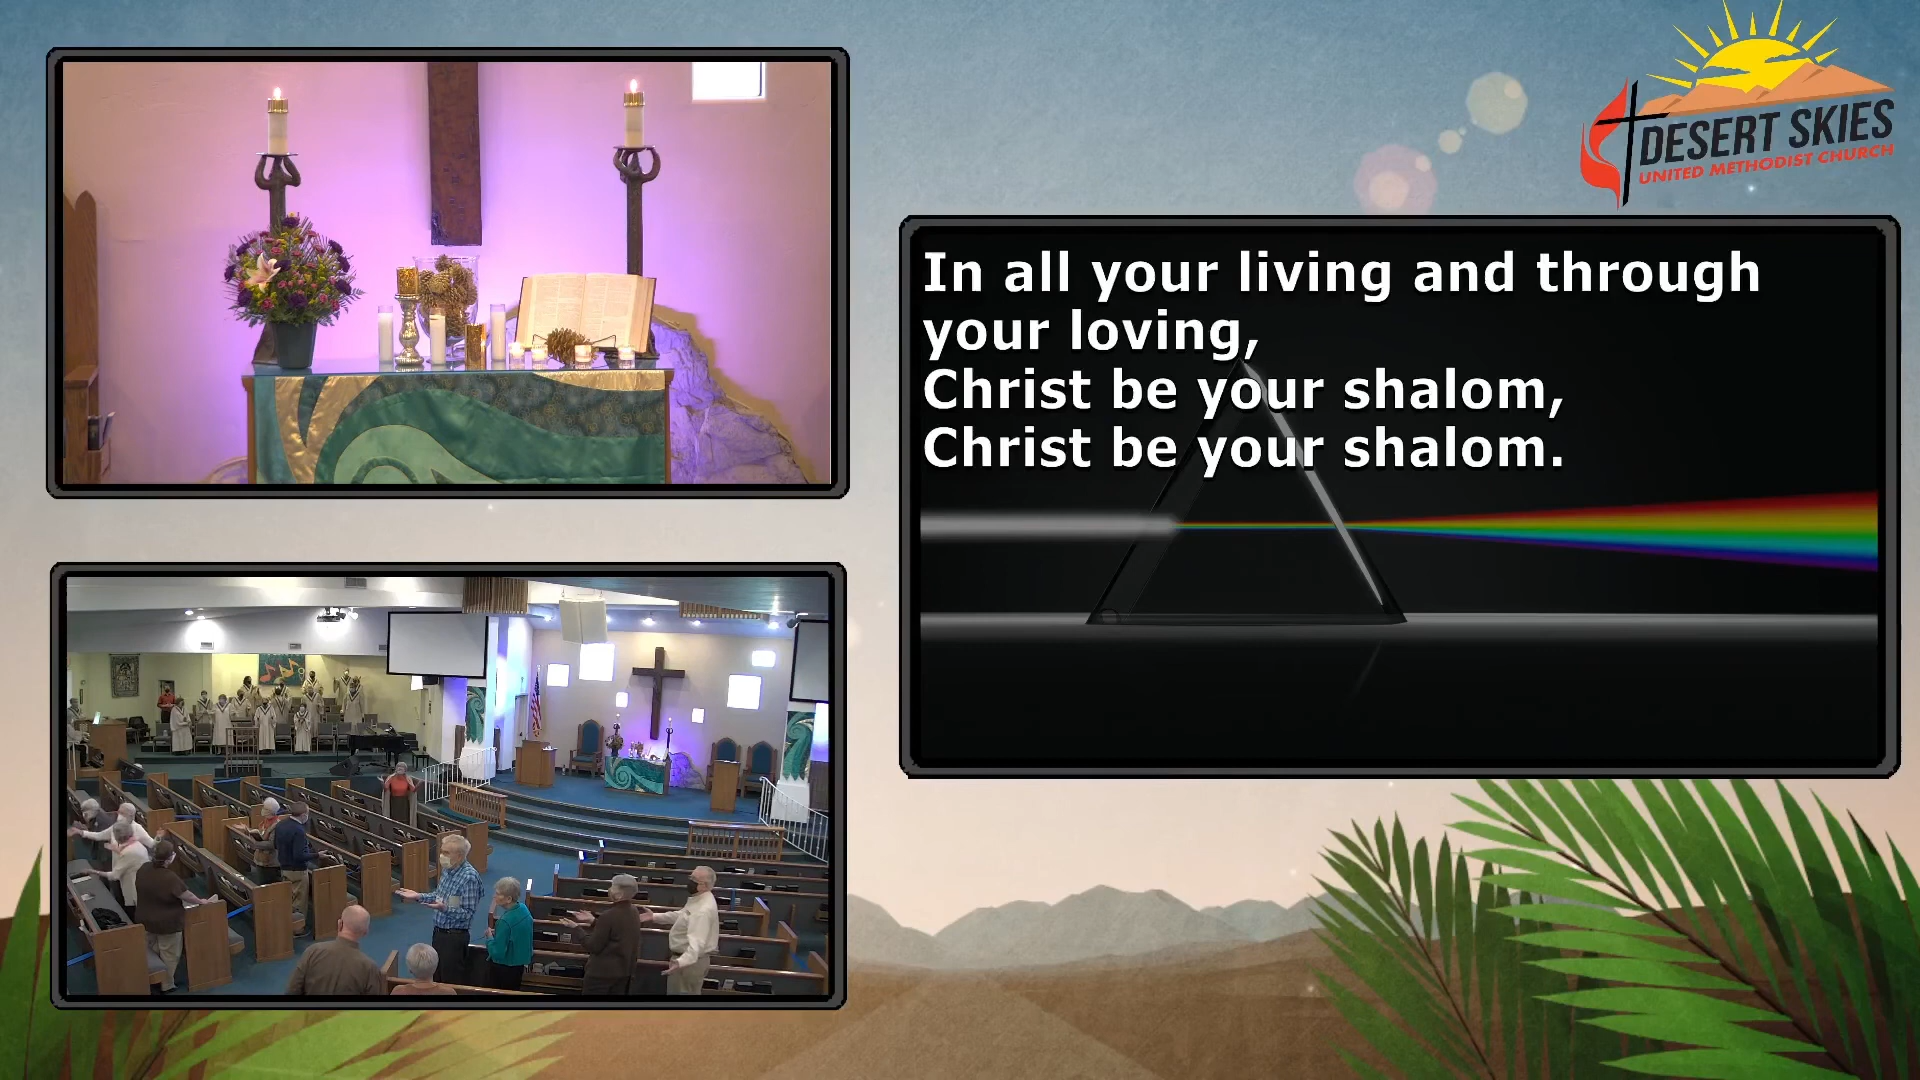 DESERT SKIES
UNITED METHODIST CHURCH
In all your living and through
your loving,
Christ be your shalom,
Christ be your shalom.